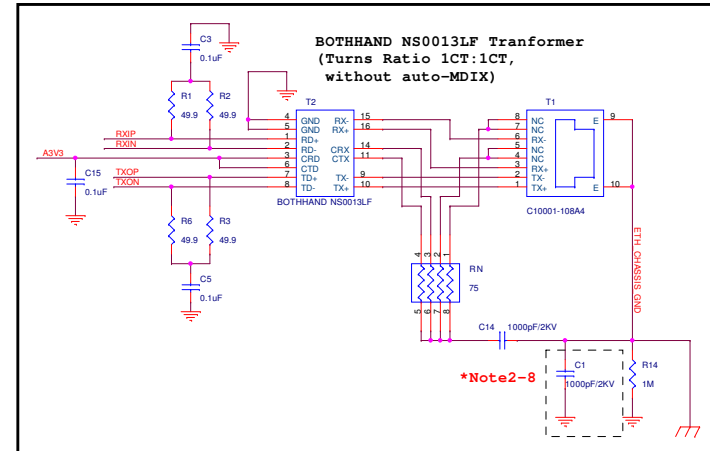 BOTHHAND NS0013LF Tranformer
(Turns Ratio 1CT:1CT,
without auto-MDIX)
C3
0.1uF
R1
R2
49.9
49.9
RXIP
RXIN
A3V3
C15
0.1uF
TXOP
TXON
R6
R3
49.9
49.9
C5
0.1uF
T2
4 GND RX- 15
5 GND RX+ 16
1 RD+
2 RD- CRX 14
3 CRD CTX 11
6 CTD
7 TD+ TX- 9
8 TD- TX+ 10
BOTHHAND NS0013LF
T1
8 NC E 9
7 NC
6 RX-
5 NC
4 NC
3 RX+
2 TX-
1 TX+ E 10
C10001-108A4
ETH_CHASSIS_GND
4 3 2 1
RN
75
5 6 7 8
C14 1000pF/2KV
*Note2-8
C1
1000pF/2KV
R14
1M